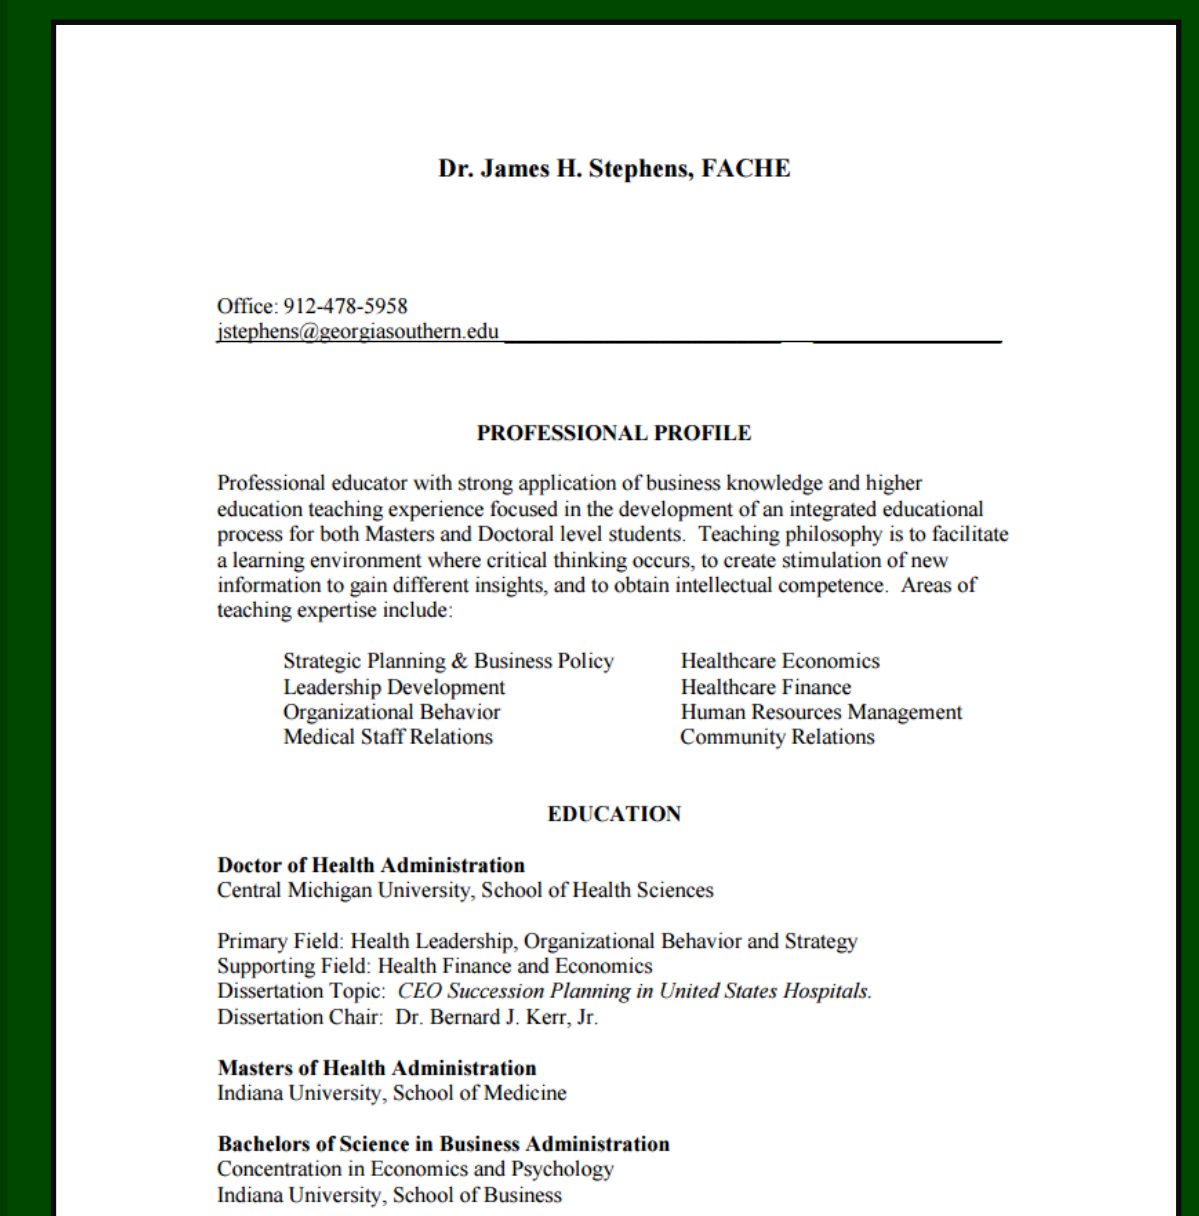 Dr. James H. Stephens, FACHE
Office: 912-478-5958
jstephens@georgiasouthern.edu
PROFESSIONAL PROFILE
Professional educator with strong application of business knowledge and higher
education teaching experience focused in the development of an integrated educational
process for both Masters and Doctoral level students. Teaching philosophy is to facilitate
a learning environment where critical thinking occurs, to create stimulation of new
information to gain different insights, and to obtain intellectual competence. Areas of
teaching expertise include:
Strategic Planning & Business Policy Healthcare Economics
Leadership Development Healthcare Finance
Organizational Behavior Human Resources Management
Medical Staff Relations Community Relations
EDUCATION
Doctor of Health Administration
Central Michigan University, School of Health Sciences
Primary Field: Health Leadership, Organizational Behavior and Strategy
Supporting Field: Health Finance and Economics
Dissertation Topic: CEO Succession Planning in United States Hospitals.
Dissertation Chair: Dr. Bernard J. Kerr, Jr.
Masters of Health Administration
Indiana University, School of Medicine
Bachelors of Science in Business Administration
Concentration in Economics and Psychology
Indiana University, School of Business